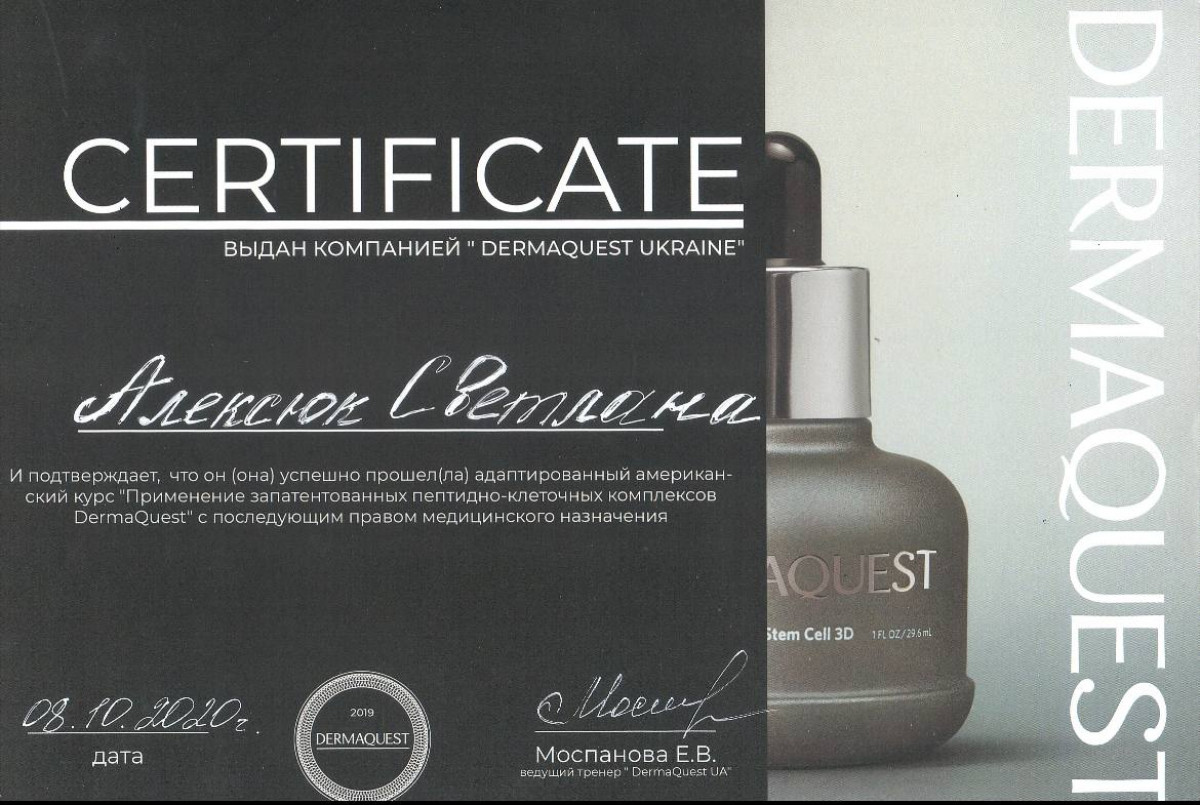 CERTIFICATE
ВЫДАН КОМПАНИЕЙ " DERMAQUEST UKRAINE"
Алексюк Светлана
И подтверждает, что он (она) успешно прошел(ла) адаптированный американ-
ский курс "Применение запатентованных пептидно-клеточных комплексов
DermaQuest" с последующим правом медицинского назначения
08.10.2020г.
дата
2019
DERMAQUEST
Моспанова Е.В.
ведущий тренер " DermaQuest UA"
AQUEST
Stem Cell 3D 1 FL OZ/29.6 mL
DERMAQUEST